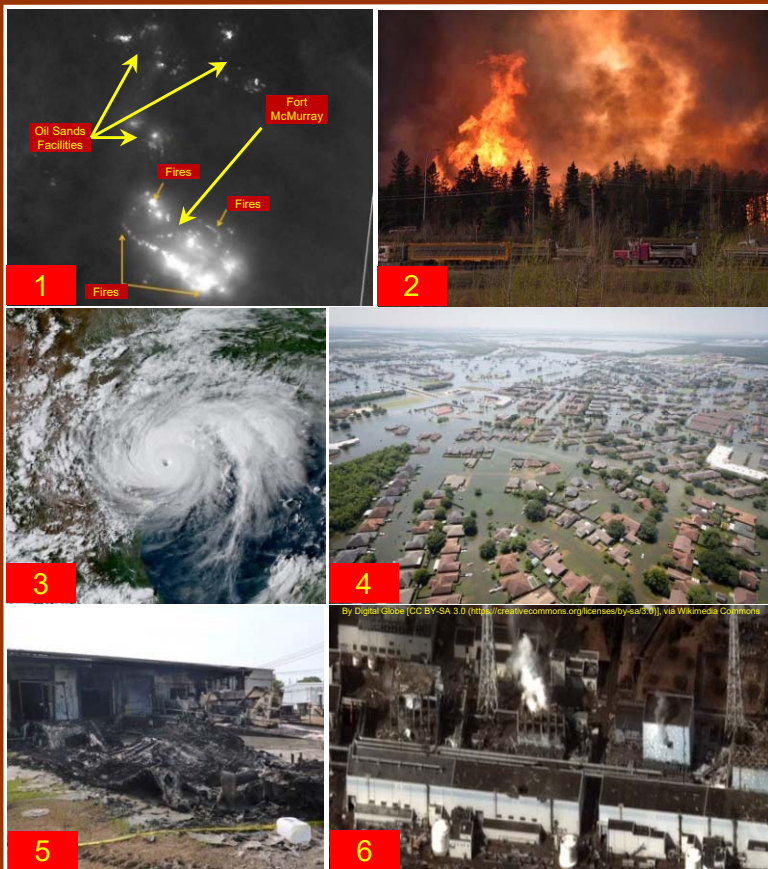 Oil Sands
Facilities
Fort
McMurray
Fires
Fires
Fires
1
2
3
4
By Digital Globe [CC BY-SA 3.0 (https://creativecommons.org/licenses/by-sa/3.0)], via Wikimedia Commons
5
6